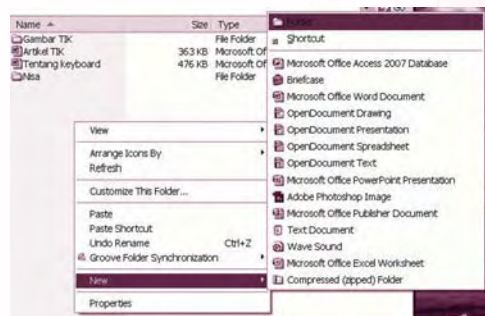 Name Size Type
Gambar TIK File Folder
Artikel TIK 363 KB Microsoft Of
Tentang keyboard 476 KB Microsoft Of
Nisa File Folder
View
Arrange Icons By
Refresh
Customize This Folder...
Paste
Paste Shortcut
Undo Rename Ctrl+Z
Groove Folder Synchronization
New
Properties
Folder
Shortcut
Microsoft Office Access 2007 Database
Briefcase
Microsoft Office Word Document
OpenDocument Drawing
OpenDocument Presentation
OpenDocument Spreadsheet
OpenDocument Text
Microsoft Office PowerPoint Presentation
Adobe Photoshop Image
Microsoft Office Publisher Document
Text Document
Wave Sound
Microsoft Office Excel Worksheet
Compressed (zipped) Folder